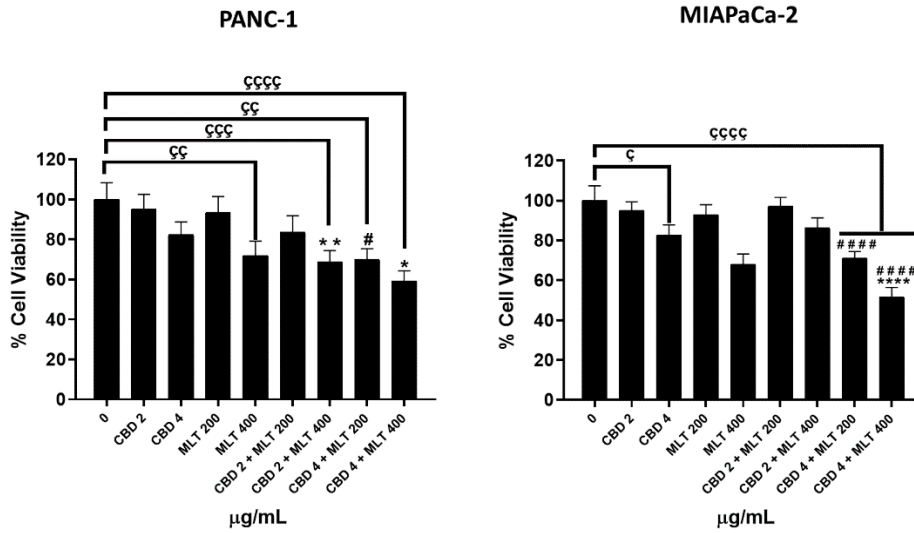 PANC-1
çççç
çç
ççç
çç
% Cell Viability
120
100
80
60
40
20
0
* *
#
*
0
CBD 2
CBD 4
MLT 200
MLT 400
CBD 2 + MLT 200
CBD 2 + MLT 400
CBD 4 + MLT 200
CBD 4 + MLT 400
μg/mL
MIAPaCa-2
çççç
ç
% Cell Viability
120
100
80
60
40
20
0
####
####
****
0
CBD 2
CBD 4
MLT 200
MLT 400
CBD 2 + MLT 200
CBD 2 + MLT 400
CBD 4 + MLT 200
CBD 4 + MLT 400
μg/mL